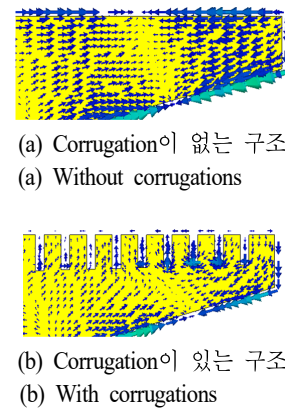 (a) Corrugation이 없는 구조
(a) Without corrugations
(b) Corrugation이 있는 구조
(b) With corrugations